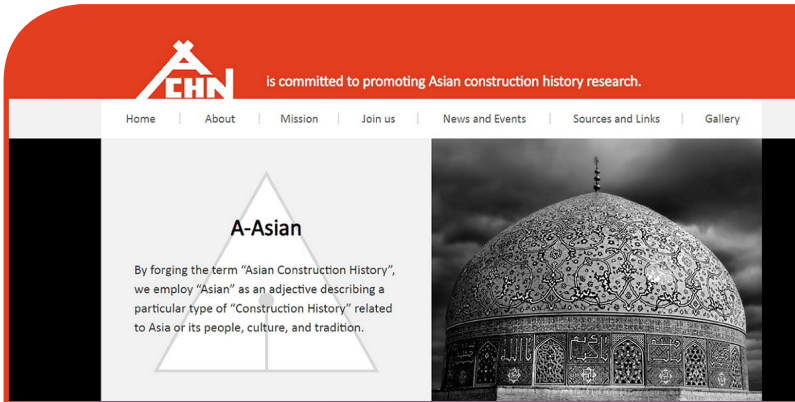 ACHN
is committed to promoting Asian construction history research.
Home | About | Mission | Join us | News and Events | Sources and Links | Gallery
A-Asian
By forging the term “Asian Construction History”,
we employ “Asian” as an adjective describing a
particular type of “Construction History” related
to Asia or its people, culture, and tradition.